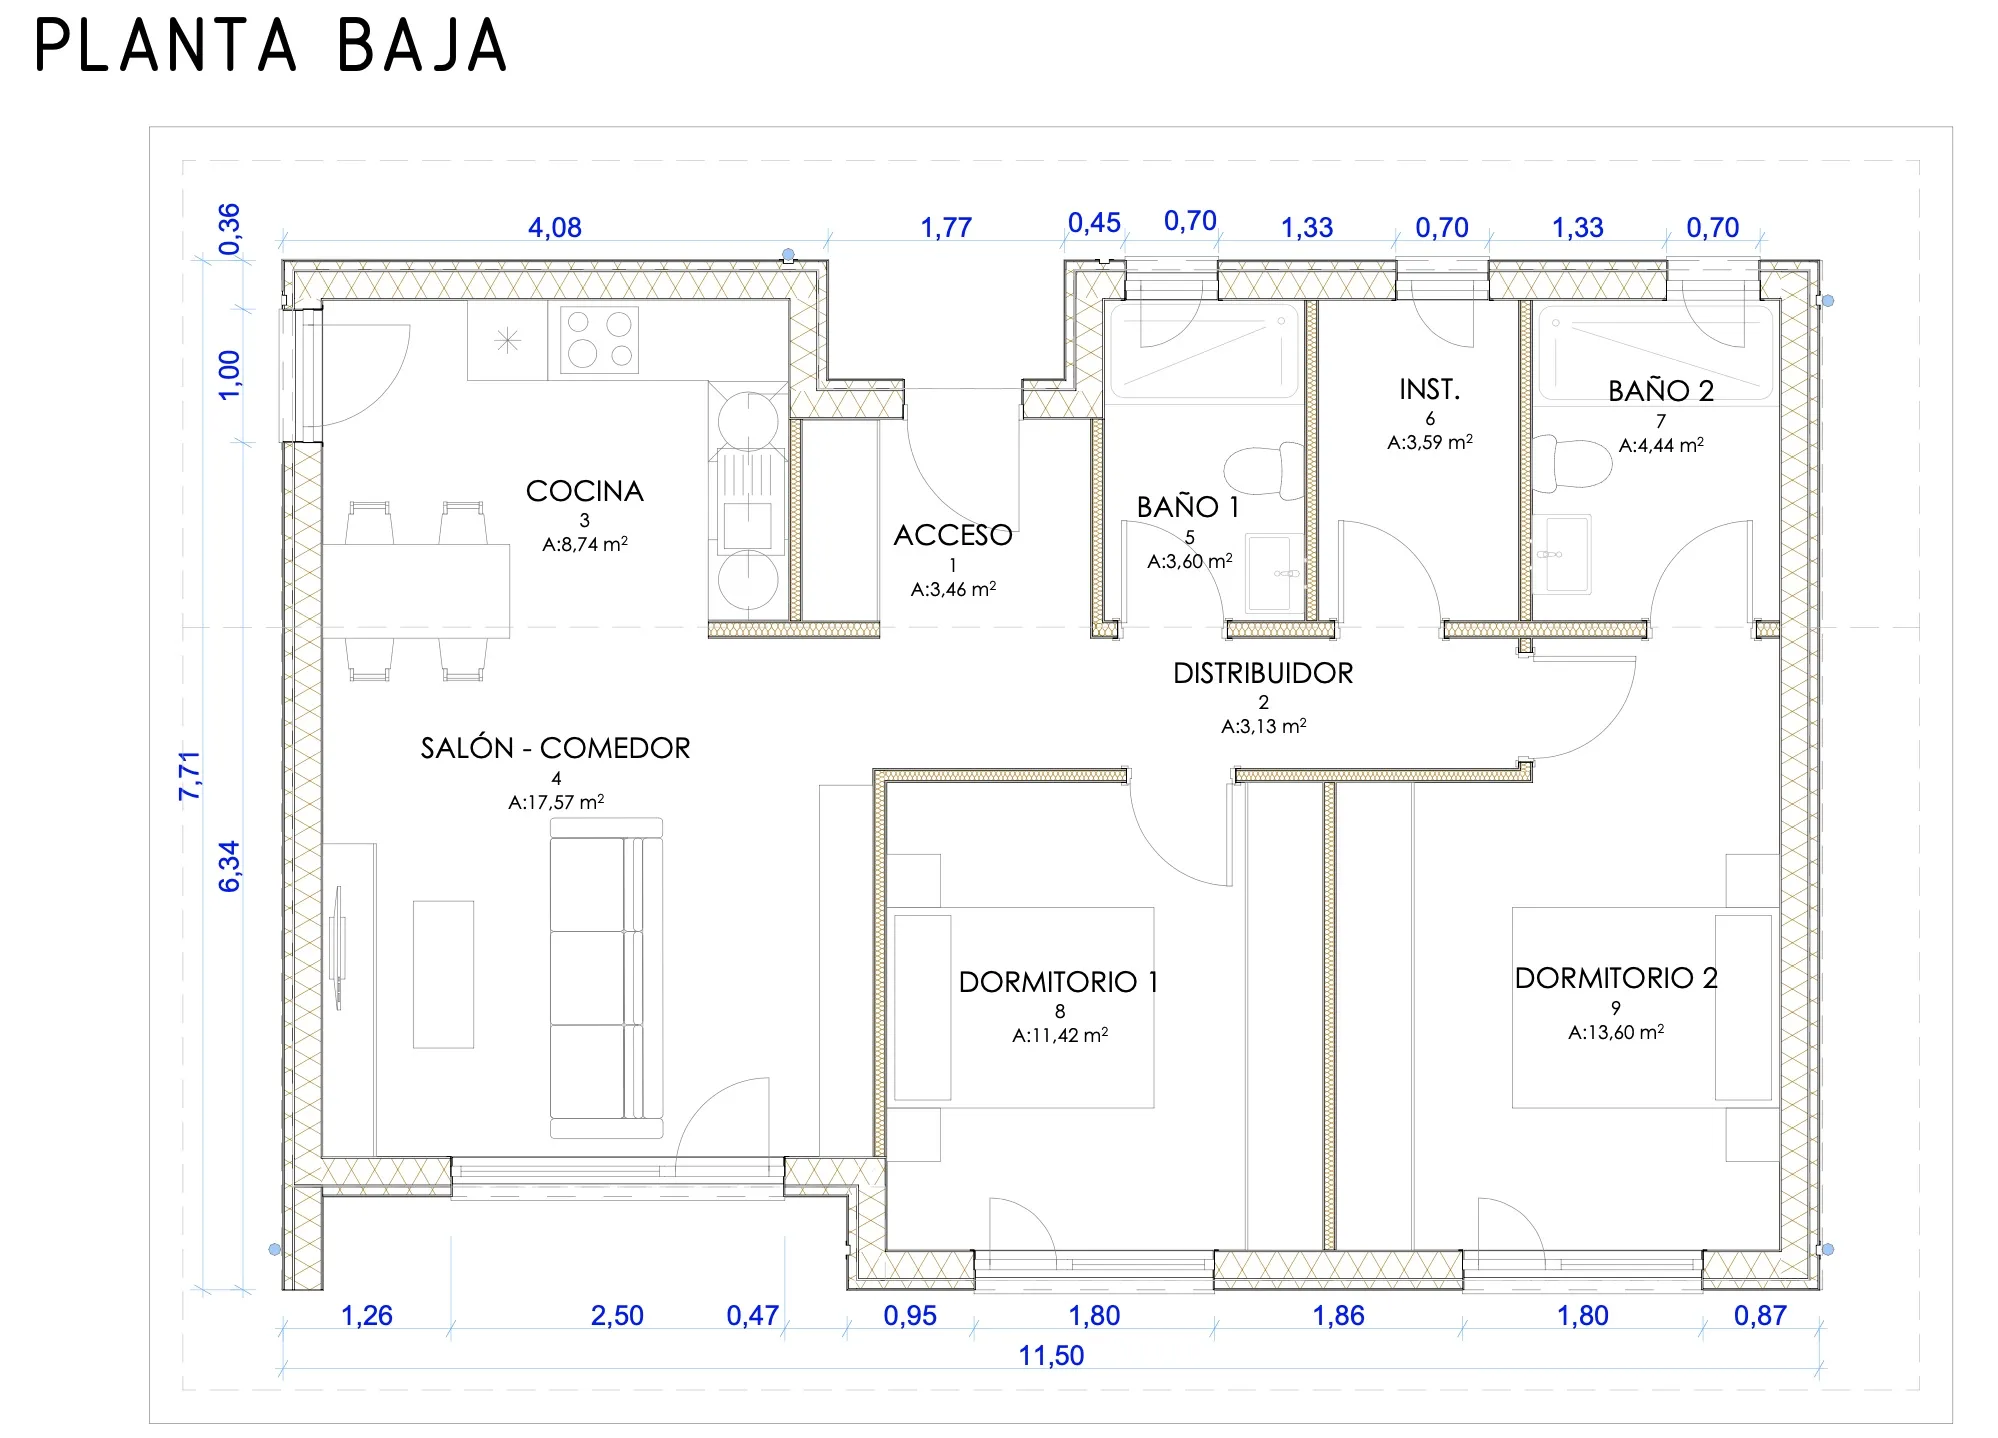 PLANTA BAJA
0,36
4,08
1,77
0,45
0,70
1,33
0,70
1,33
0,70
1,00
7,71
6,34
COCINA
3
A:8,74 m²
ACCESO
1
A:3,46 m²
BAÑO 1
5
A:3,60 m²
INST.
6
A:3,59 m²
BAÑO 2
7
A:4,44 m²
DISTRIBUIDOR
2
A:3,13 m²
SALÓN - COMEDOR
4
A:17,57 m²
DORMITORIO 1
8
A:11,42 m²
DORMITORIO 2
9
A:13,60 m²
1,26
2,50
0,47
0,95
1,80
1,86
1,80
0,87
11,50